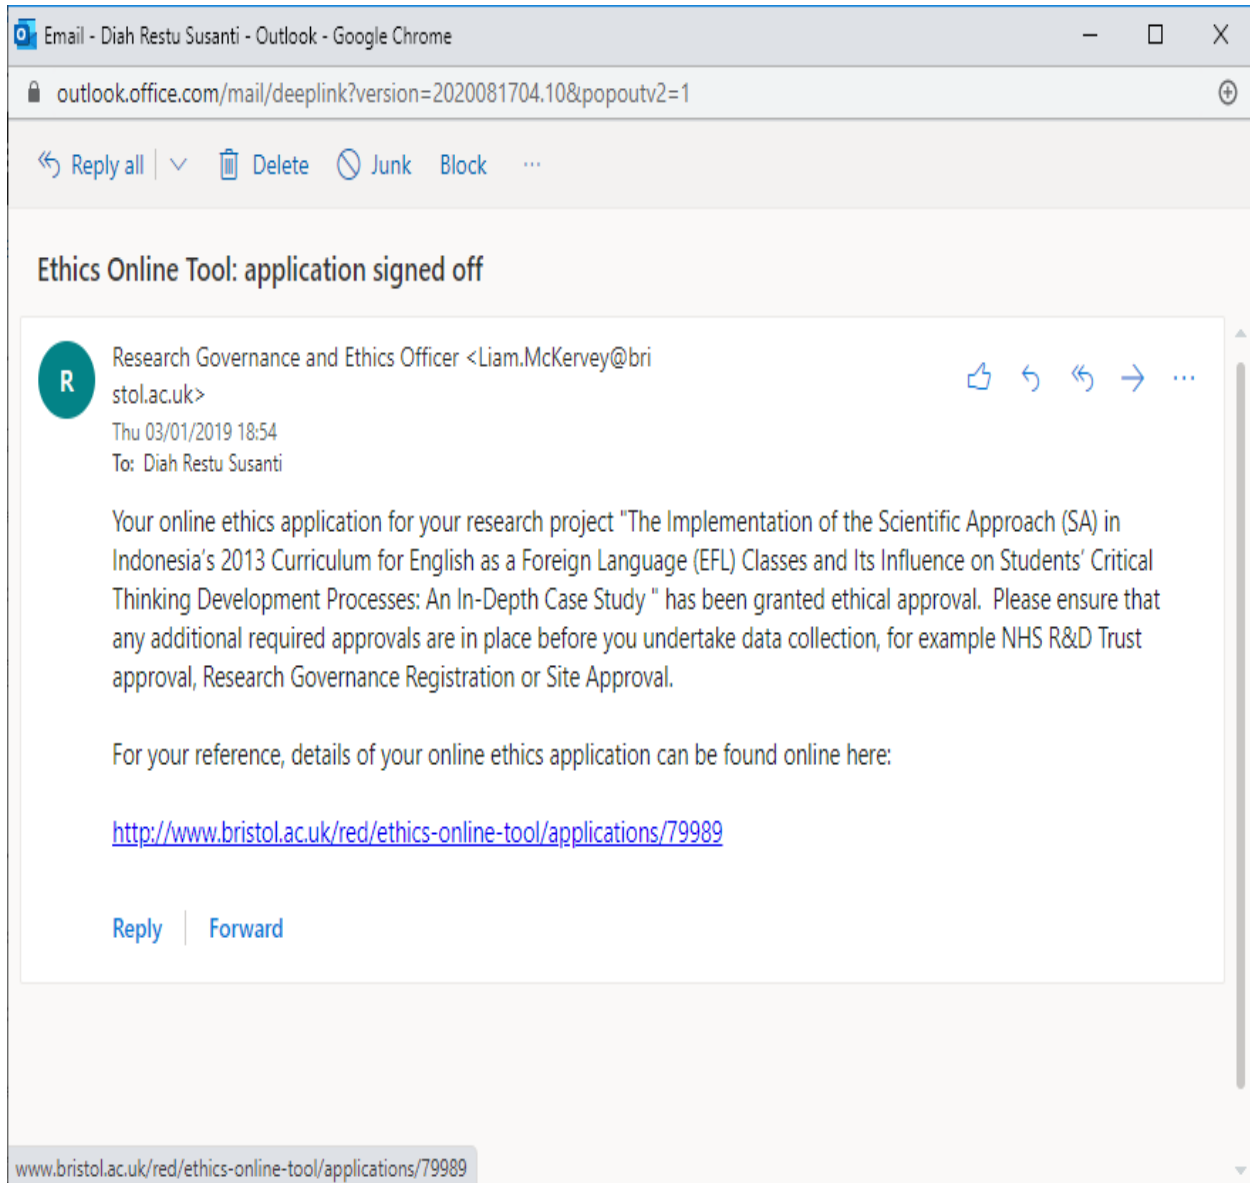 Email - Diah Restu Susanti - Outlook - Google Chrome
outlook.office.com/mail/deeplink?version=2020081704.10&popoutv2=1
Reply all Delete Junk Block ...
Ethics Online Tool: application signed off
R
Research Governance and Ethics Officer <Liam.McKervey@bri
stol.ac.uk>
Thu 03/01/2019 18:54
To: Diah Restu Susanti
Your online ethics application for your research project "The Implementation of the Scientific Approach (SA) in
Indonesia's 2013 Curriculum for English as a Foreign Language (EFL) Classes and Its Influence on Students' Critical
Thinking Development Processes: An In-Depth Case Study " has been granted ethical approval.  Please ensure that
any additional required approvals are in place before you undertake data collection, for example NHS R&D Trust
approval, Research Governance Registration or Site Approval.
For your reference, details of your online ethics application can be found online here:
http://www.bristol.ac.uk/red/ethics-online-tool/applications/79989
Reply Forward
www.bristol.ac.uk/red/ethics-online-tool/applications/79989